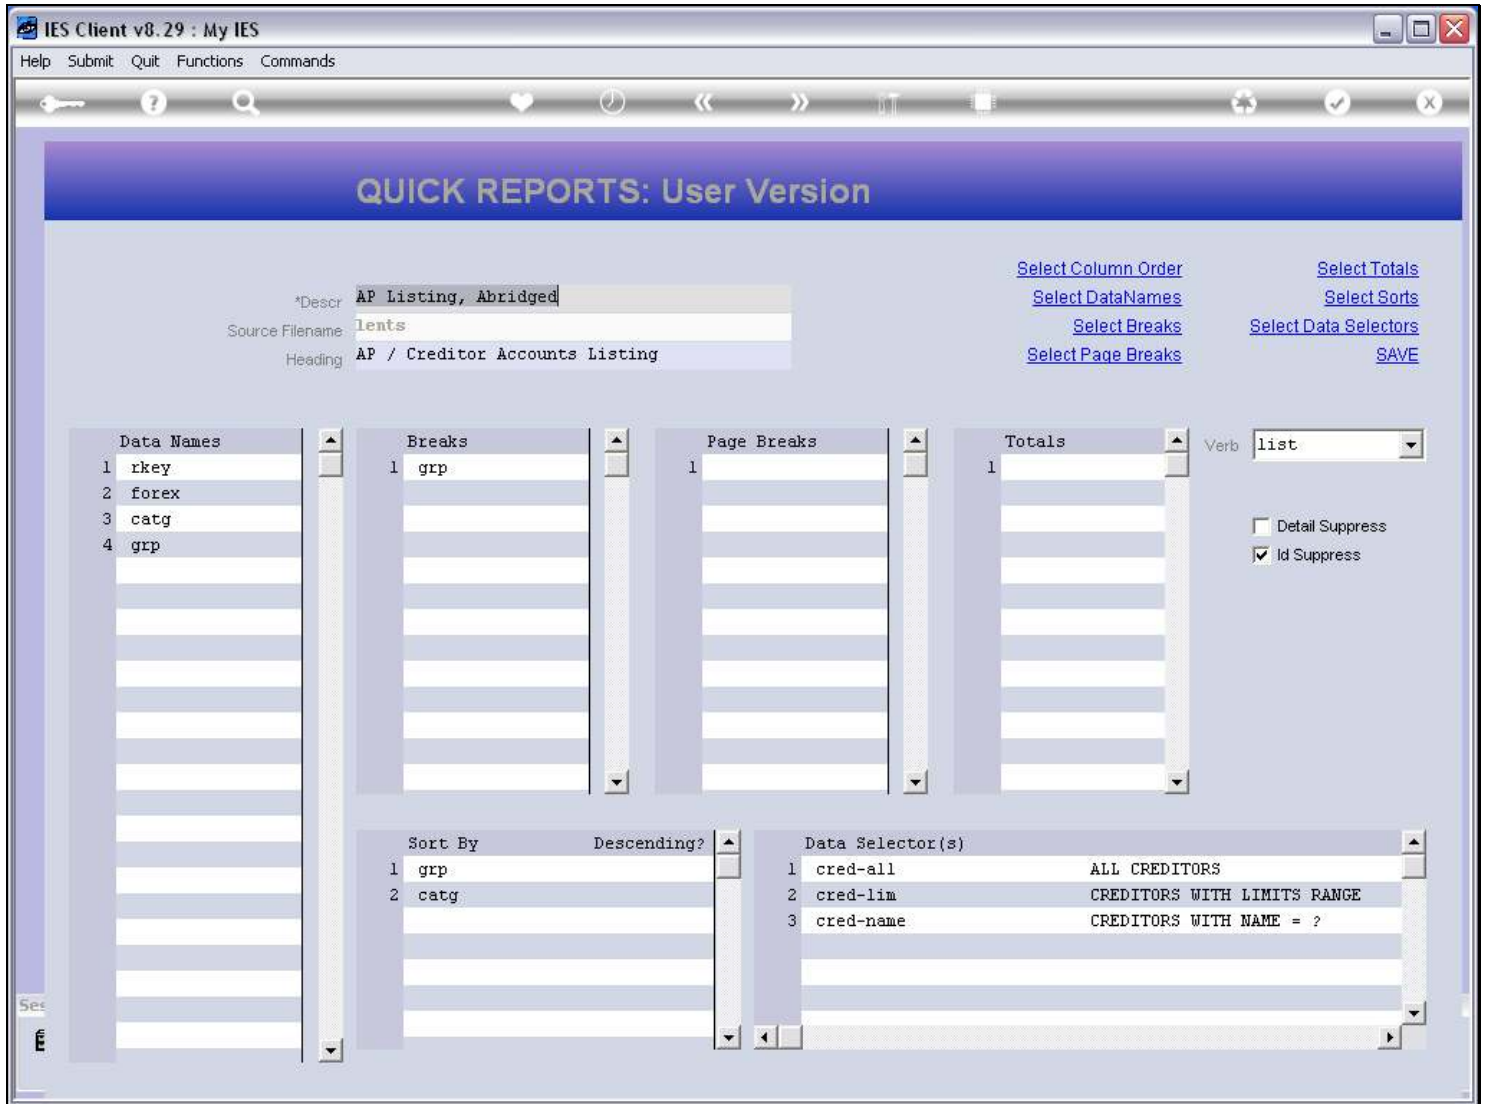 IES Client v8.29 : My IES
Help Submit Quit Functions Commands
QUICK REPORTS: User Version
Select Column Order Select Totals
*Descr AP Listing, Abridged Select DataNames Select Sorts
Source Filename lents Select Breaks Select Data Selectors
Heading AP / Creditor Accounts Listing Select Page Breaks SAVE
Data Names Breaks Page Breaks Totals Verb list
1 rkey 1 grp 1 1
2 forex
3 catg Detail Suppress
4 grp Id Suppress
Sort By Descending? Data Selector(s)
1 grp 1 cred-all ALL CREDITORS
2 catg 2 cred-lim CREDITORS WITH LIMITS RANGE
3 cred-name CREDITORS WITH NAME = ?